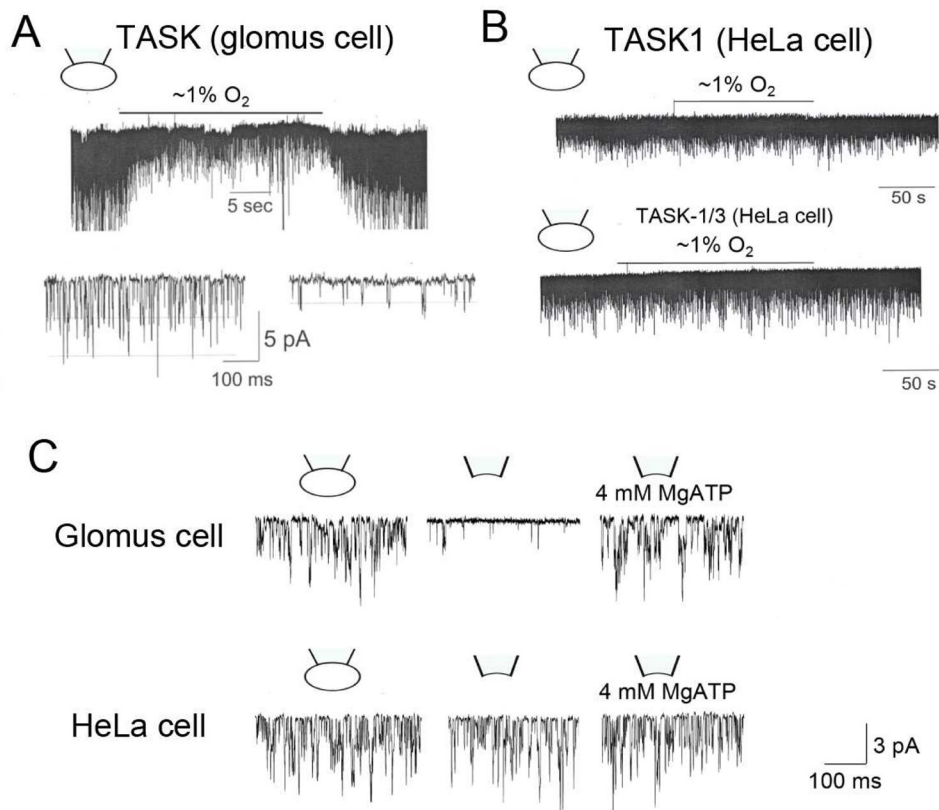 A
TASK (glomus cell)
~1% O₂
5 sec
5 pA
100 ms
B
TASK1 (HeLa cell)
~1% O₂
50 s
TASK-1/3 (HeLa cell)
~1% O₂
50 s
C
4 mM MgATP
Glomus cell
4 mM MgATP
HeLa cell
3 pA
100 ms